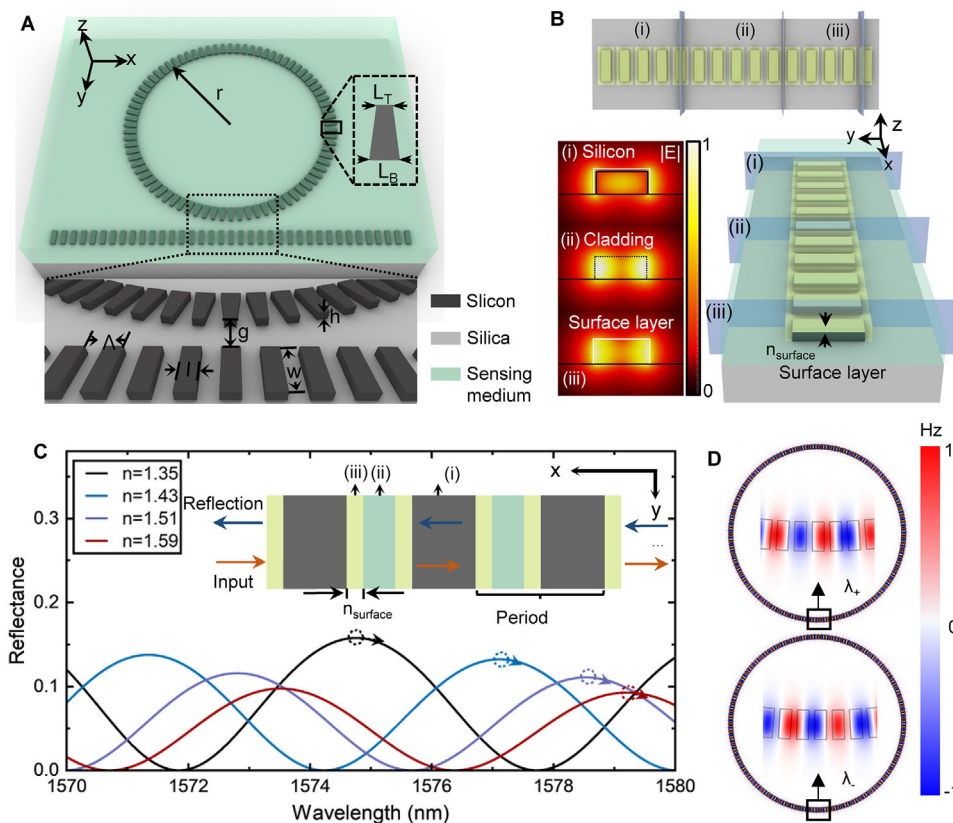 A
z
x
y
r
L_T
L_B
h
g
Λ
l
w
Slicon
Silica
Sensing
medium
B
(i)
(ii)
(iii)
z
y
x
(i) Silicon
|E|
1
(ii) Cladding
Surface layer
(iii)
0
(i)
(ii)
(iii)
n_surface
Surface layer
C
n=1.35
n=1.43
n=1.51
n=1.59
(iii) (ii) (i)
x
y
Reflection
Input
...
n_surface
Period
Reflectance
0.3
0.2
0.1
0.0
1570 1572 1574 1576 1578 1580
Wavelength (nm)
D
Hz
1
0
-1
λ+
λ-